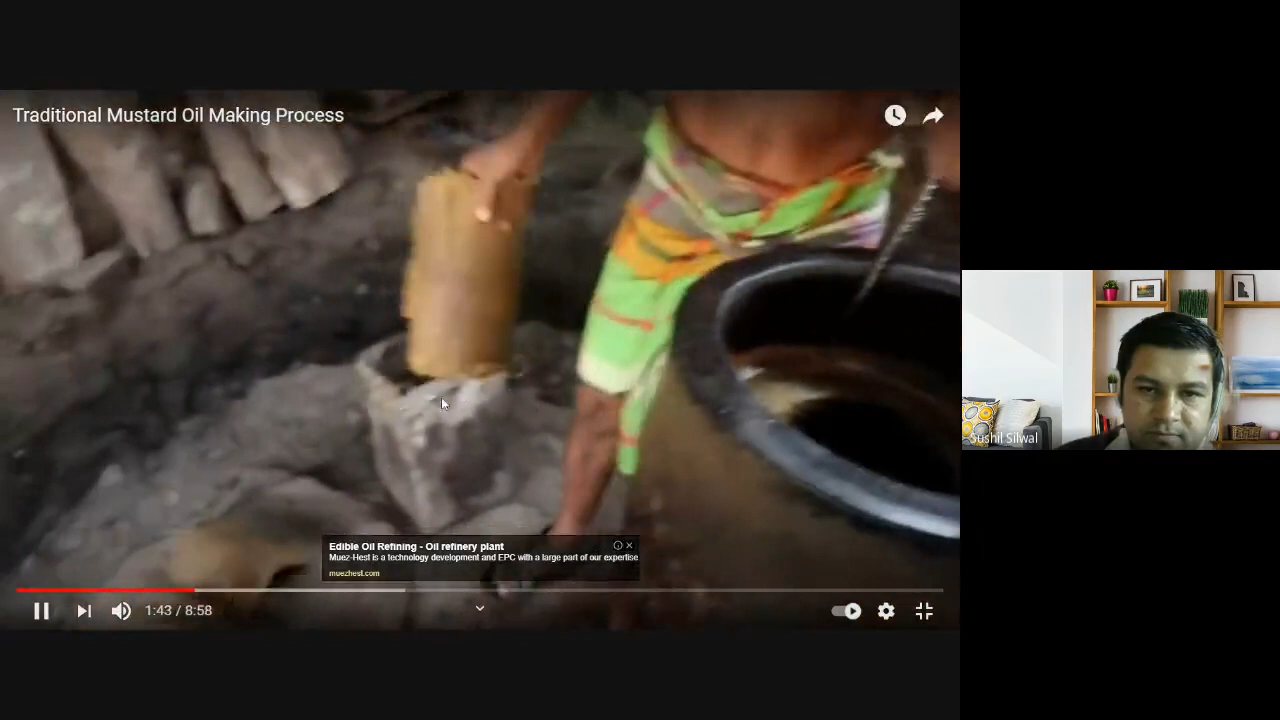 Traditional Mustard Oil Making Process
Edible Oil Refining - Oil refinery plant
Muez-Hest is a technology development and EPC with a large part of our expertise
muezhest.com
1:43 / 8:58
Sushil Silwal